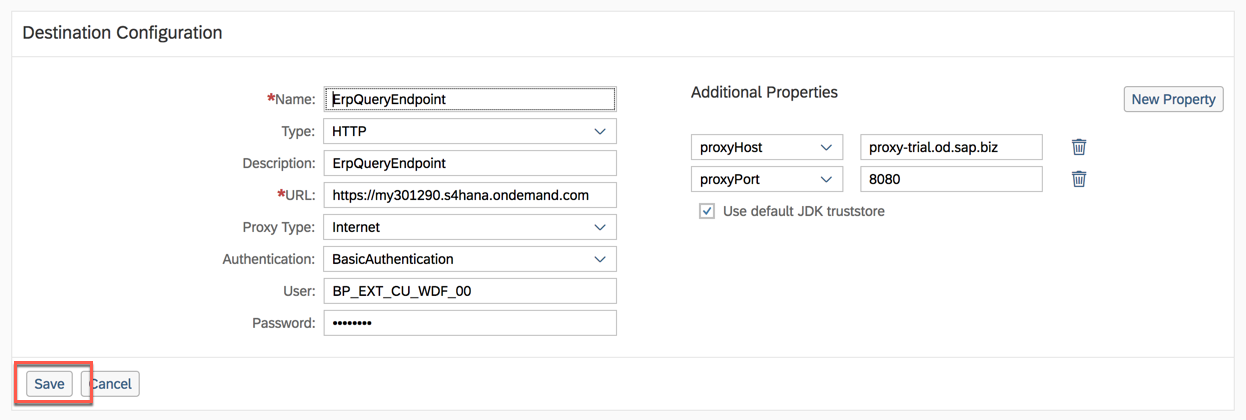 Destination Configuration
*Name: ErpQueryEndpoint
Type: HTTP
Description: ErpQueryEndpoint
*URL: https://my301290.s4hana.ondemand.com
Proxy Type: Internet
Authentication: BasicAuthentication
User: BP_EXT_CU_WDF_00
Password: ••••••••
Additional Properties
New Property
proxyHost proxy-trial.od.sap.biz
proxyPort 8080
Use default JDK truststore
Save Cancel